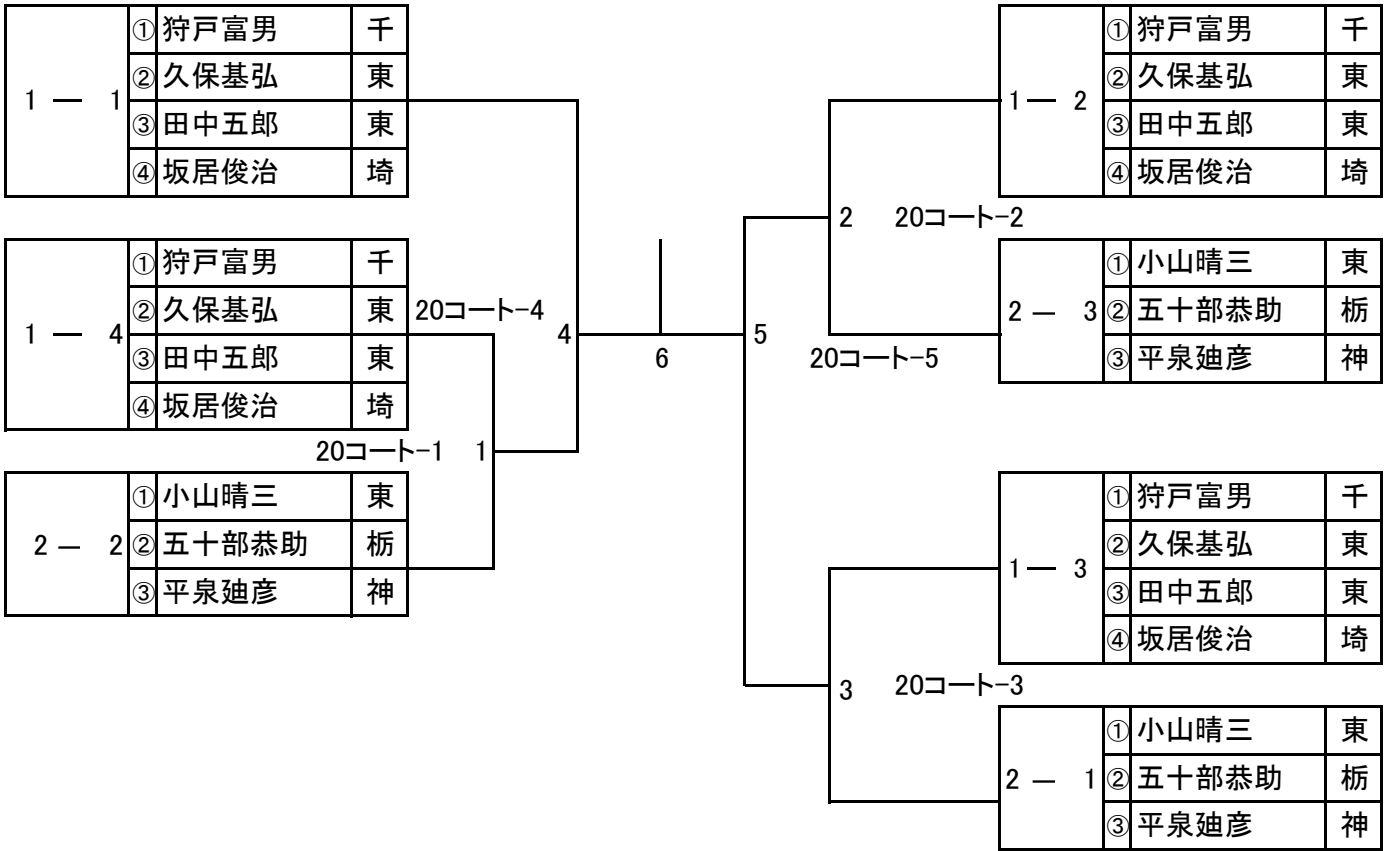 1 ― 1
① 狩戸富男 千
② 久保基弘 東
③ 田中五郎 東
④ 坂居俊治 埼
1 ― 4
① 狩戸富男 千
② 久保基弘 東
③ 田中五郎 東
④ 坂居俊治 埼
20コート-4
4
20コート-1 1
2 ― 2
① 小山晴三 東
② 五十部恭助 栃
③ 平泉廸彦 神
6
5
1 ― 2
① 狩戸富男 千
② 久保基弘 東
③ 田中五郎 東
④ 坂居俊治 埼
2 20コート-2
2 ― 3
① 小山晴三 東
② 五十部恭助 栃
③ 平泉廸彦 神
20コート-5
1 ― 3
① 狩戸富男 千
② 久保基弘 東
③ 田中五郎 東
④ 坂居俊治 埼
3 20コート-3
2 ― 1
① 小山晴三 東
② 五十部恭助 栃
③ 平泉廸彦 神